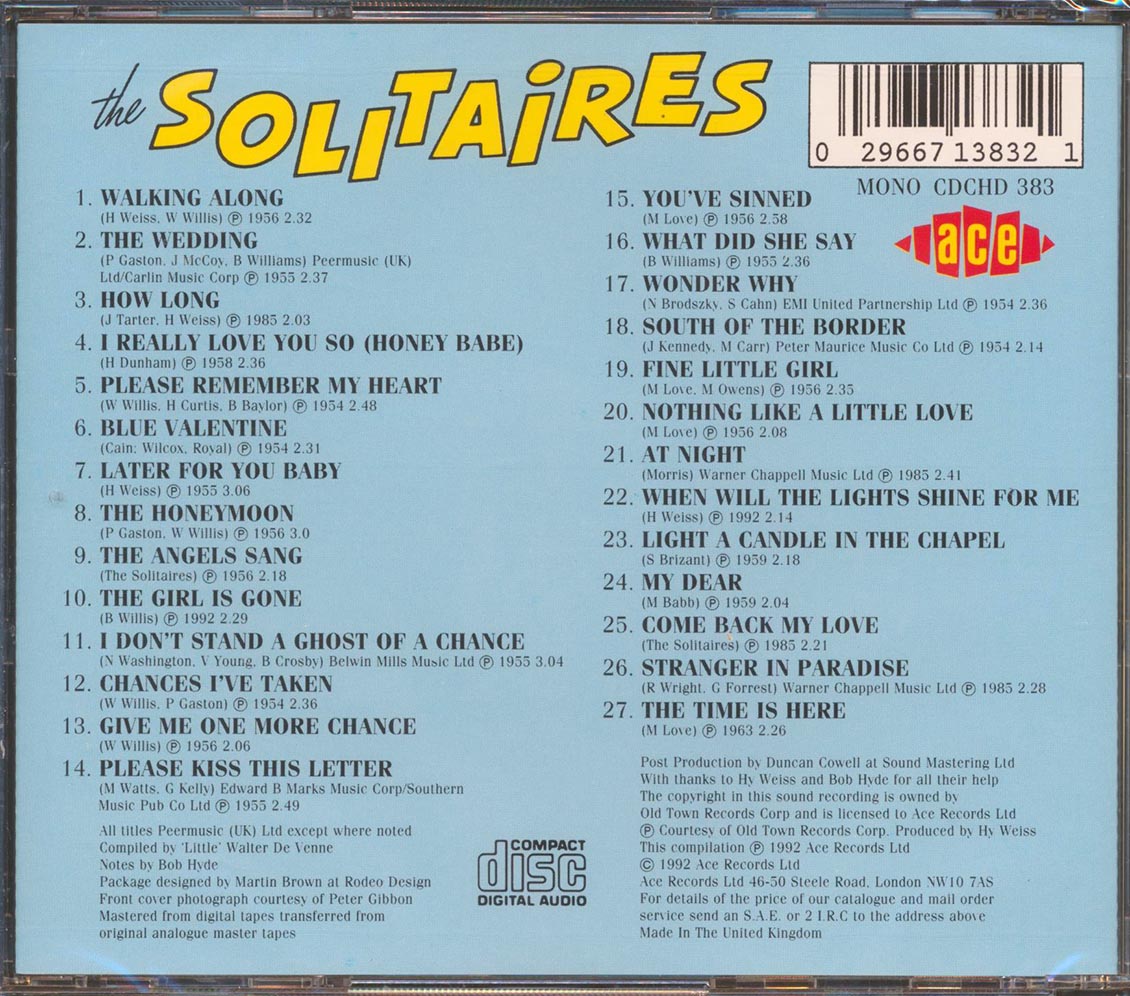 the SOLITAiRES
0 29667 13832 1
MONO CDCHD 383
ace
1. WALKING ALONG
(H Weiss, W Willis) ℗ 1956 2.32
2. THE WEDDING
(P Gaston, J McCoy, B Williams) Peermusic (UK)
Ltd/Carlin Music Corp ℗ 1955 2.37
3. HOW LONG
(J Tarter, H Weiss) ℗ 1985 2.03
4. I REALLY LOVE YOU SO (HONEY BABE)
(H Dunham) ℗ 1958 2.36
5. PLEASE REMEMBER MY HEART
(W Willis, H Curtis, B Baylor) ℗ 1954 2.48
6. BLUE VALENTINE
(Cain; Wilcox, Royal) ℗ 1954 2.31
7. LATER FOR YOU BABY
(H Weiss) ℗ 1955 3.06
8. THE HONEYMOON
(P Gaston, W Willis) ℗ 1956 3.0
9. THE ANGELS SANG
(The Solitaires) ℗ 1956 2.18
10. THE GIRL IS GONE
(B Willis) ℗ 1992 2.29
11. I DON'T STAND A GHOST OF A CHANCE
(N Washington, V Young, B Crosby) Belwin Mills Music Ltd ℗ 1955 3.04
12. CHANCES I'VE TAKEN
(W Willis, P Gaston) ℗ 1954 2.36
13. GIVE ME ONE MORE CHANCE
(W Willis) ℗ 1956 2.06
14. PLEASE KISS THIS LETTER
(M Watts, G Kelly) Edward B Marks Music Corp/Southern
Music Pub Co Ltd ℗ 1955 2.49
All titles Peermusic (UK) Ltd except where noted
Compiled by 'Little' Walter De Venne
Notes by Bob Hyde
Package designed by Martin Brown at Rodeo Design
Front cover photograph courtesy of Peter Gibbon
Mastered from digital tapes transferred from
original analogue master tapes
COMPACT
disc
DIGITAL AUDIO
15. YOU'VE SINNED
(M Love) ℗ 1956 2.58
16. WHAT DID SHE SAY
(B Williams) ℗ 1955 2.36
17. WONDER WHY
(N Brodszky, S Cahn) EMI United Partnership Ltd ℗ 1954 2.36
18. SOUTH OF THE BORDER
(J Kennedy, M Carr) Peter Maurice Music Co Ltd ℗ 1954 2.14
19. FINE LITTLE GIRL
(M Love, M Owens) ℗ 1956 2.35
20. NOTHING LIKE A LITTLE LOVE
(M Love) ℗ 1956 2.08
21. AT NIGHT
(Morris) Warner Chappell Music Ltd ℗ 1985 2.41
22. WHEN WILL THE LIGHTS SHINE FOR ME
(H Weiss) ℗ 1992 2.14
23. LIGHT A CANDLE IN THE CHAPEL
(S Brizant) ℗ 1959 2.18
24. MY DEAR
(M Babb) ℗ 1959 2.04
25. COME BACK MY LOVE
(The Solitaires) ℗ 1985 2.21
26. STRANGER IN PARADISE
(R Wright, G Forrest) Warner Chappell Music Ltd ℗ 1985 2.28
27. THE TIME IS HERE
(M Love) ℗ 1963 2.26
Post Production by Duncan Cowell at Sound Mastering Ltd
With thanks to Hy Weiss and Bob Hyde for all their help
The copyright in this sound recording is owned by
Old Town Records Corp and is licensed to Ace Records Ltd
℗ Courtesy of Old Town Records Corp. Produced by Hy Weiss
This compilation ℗ 1992 Ace Records Ltd
© 1992 Ace Records Ltd
Ace Records Ltd 46-50 Steele Road, London NW10 7AS
For details of the price of our catalogue and mail order
service send an S.A.E. or 2 I.R.C to the address above
Made In The United Kingdom